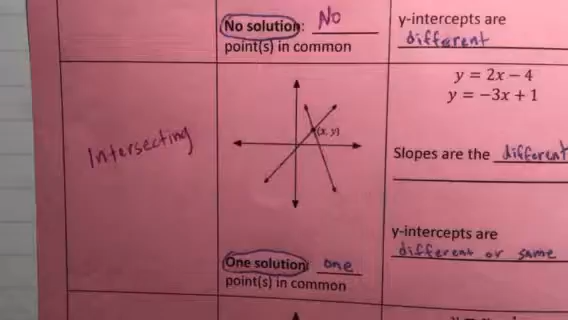 No solution: No
point(s) in common
y-intercepts are
different
Intersecting
(x, y)
One solution: one
point(s) in common
y = 2x – 4
y = −3x + 1
Slopes are the different
y-intercepts are
different or same